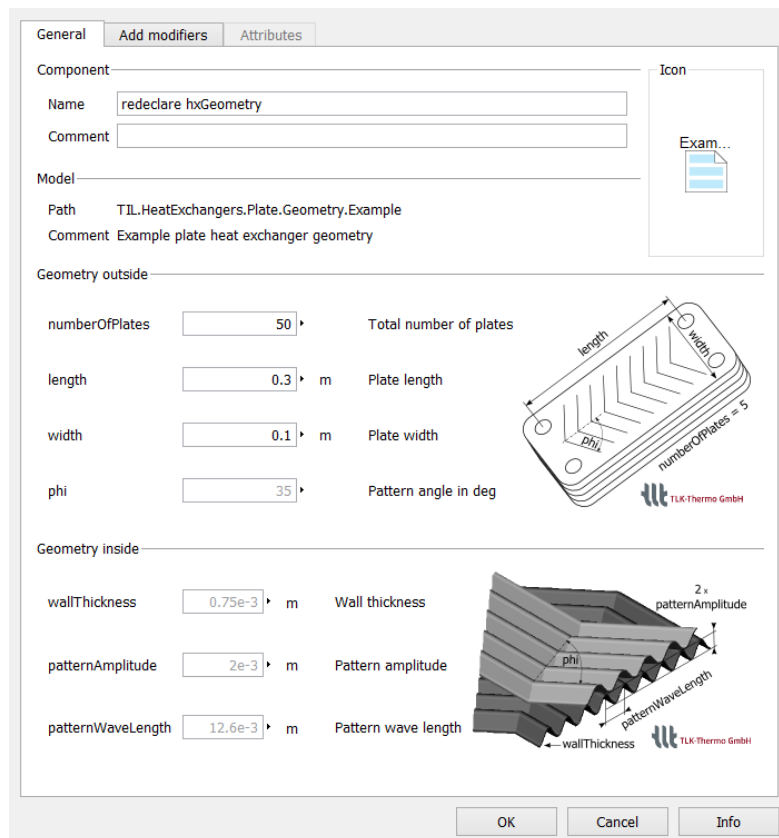 General Add modifiers Attributes
Component
Icon
Name redeclare hxGeometry
Comment
Exam...
Model
Path TIL.HeatExchangers.Plate.Geometry.Example
Comment Example plate heat exchanger geometry
Geometry outside
numberOfPlates 50 Total number of plates
length 0.3 m Plate length
width 0.1 m Plate width
phi 35 Pattern angle in deg
length
width
phi
numberOfPlates = 5
TLK-Thermo GmbH
Geometry inside
wallThickness 0.75e-3 m Wall thickness
patternAmplitude 2e-3 m Pattern amplitude
patternWaveLength 12.6e-3 m Pattern wave length
2 x
patternAmplitude
phi
patternWaveLength
wallThickness
TLK-Thermo GmbH
OK Cancel Info